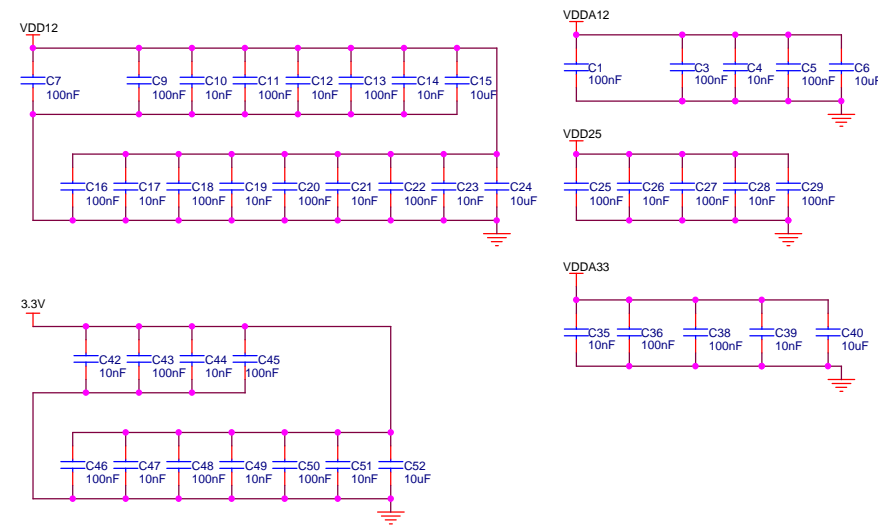 VDD12
C7
100nF
C9
100nF
C10
10nF
C11
100nF
C12
10nF
C13
100nF
C14
10nF
C15
10uF
C16
100nF
C17
10nF
C18
100nF
C19
10nF
C20
100nF
C21
10nF
C22
100nF
C23
10nF
C24
10uF
VDDA12
C1
100nF
C3
100nF
C4
10nF
C5
100nF
C6
10uF
VDD25
C25
100nF
C26
10nF
C27
100nF
C28
10nF
C29
100nF
VDDA33
C35
10nF
C36
100nF
C38
100nF
C39
10nF
C40
10uF
3.3V
C42
10nF
C43
100nF
C44
10nF
C45
100nF
C46
100nF
C47
10nF
C48
100nF
C49
10nF
C50
100nF
C51
10nF
C52
10uF